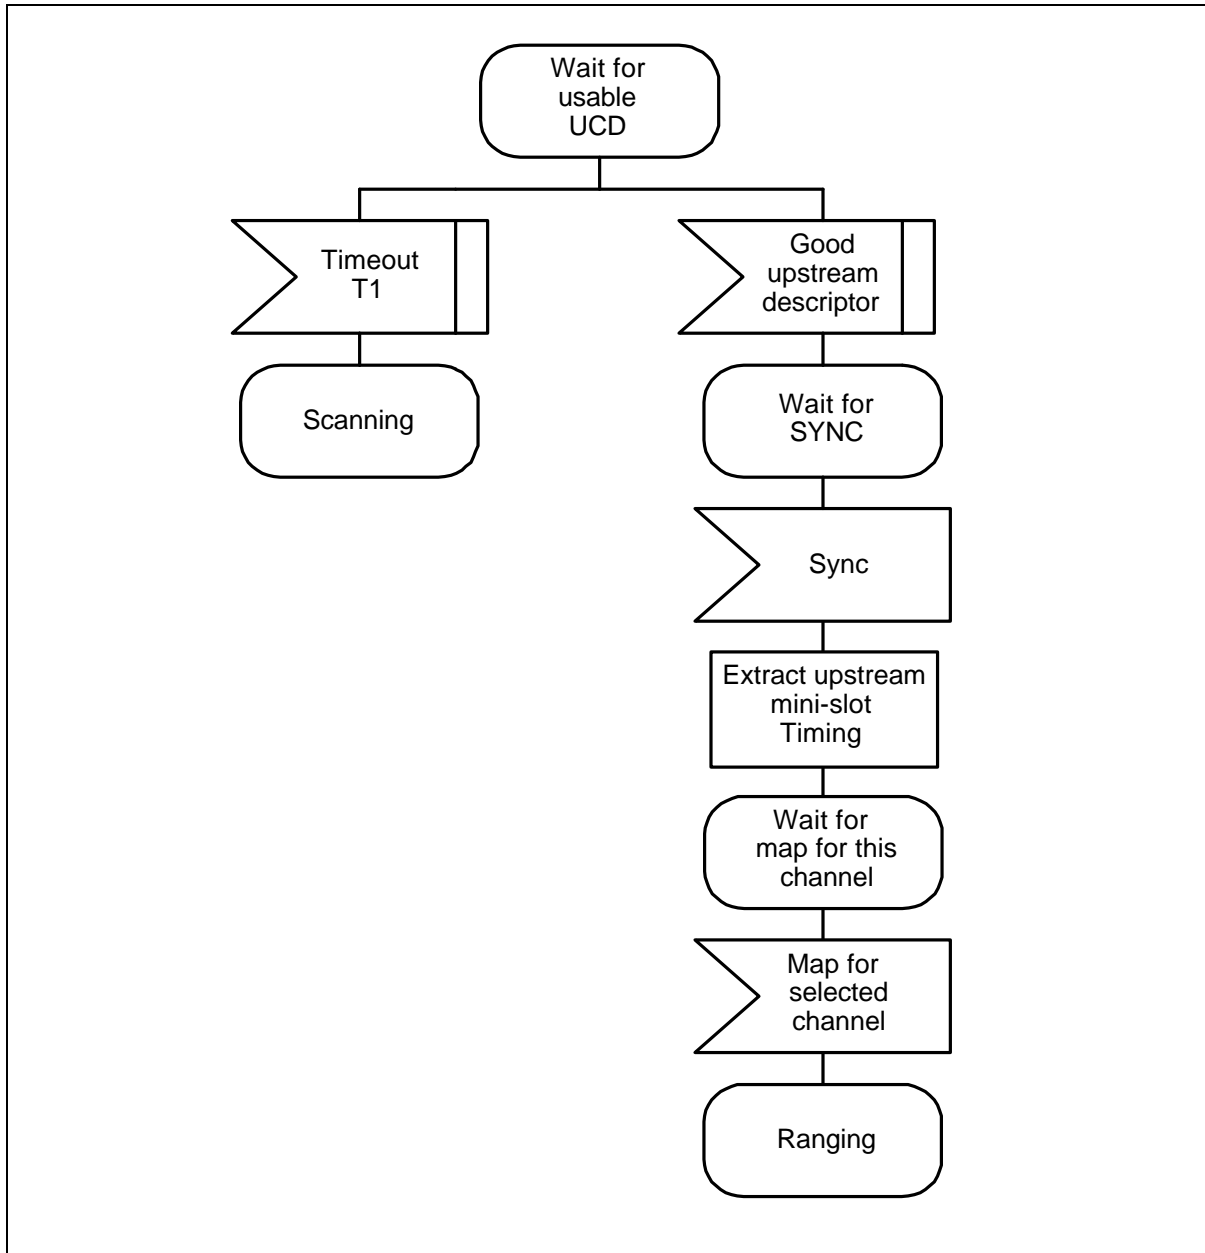 Wait for
usable
UCD
Timeout
T1
Good
upstream
descriptor
Scanning
Wait for
SYNC
Sync
Extract upstream
mini-slot
Timing
Wait for
map for this
channel
Map for
selected
channel
Ranging